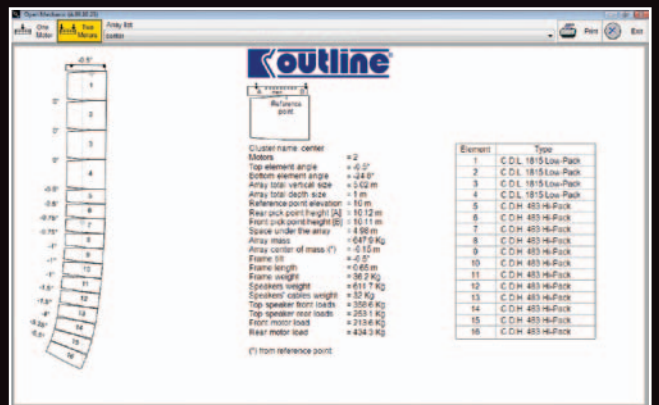 One Motor
Two Motors
Array list
center
Print
Exit
-0.5°
1
0°
2
0°
3
0°
4
5
6
-0.75°
7
-0.75°
8
-1°
9
-1°
10
-1°
11
12
13
14
15
16
outline
A
B
Reference point
Cluster name: center
Motors = 2
Top element angle = -0.5°
Bottom element angle = -24.8°
Array total vertical size = 5.02 m
Array total depth size = 1 m
Reference point elevation = 10 m
Rear pick point height [A] = 10.12 m
Front pick point height [B] = 10.11 m
Space under the array = 4.98 m
Array mass = 647.9 Kg
Array center of mass (*) = -0.15 m
Frame tilt = -0.5°
Frame length = 0.65 m
Frame weight = 36.2 Kg
Speakers weight = 611.7 Kg
Speakers' cables weight = 32 Kg
Top speaker front loads = 358.6 Kg
Top speaker rear loads = 253.1 Kg
Front motor load = 213.6 Kg
Rear motor load = 434.3 Kg
(*) from reference point
Element Type
1 C.D.L. 1815 Low-Pack
2 C.D.L. 1815 Low-Pack
3 C.D.L. 1815 Low-Pack
4 C.D.L. 1815 Low-Pack
5 C.D.H. 483 Hi-Pack
6 C.D.H. 483 Hi-Pack
7 C.D.H. 483 Hi-Pack
8 C.D.H. 483 Hi-Pack
9 C.D.H. 483 Hi-Pack
10 C.D.H. 483 Hi-Pack
11 C.D.H. 483 Hi-Pack
12 C.D.H. 483 Hi-Pack
13 C.D.H. 483 Hi-Pack
14 C.D.H. 483 Hi-Pack
15 C.D.H. 483 Hi-Pack
16 C.D.H. 483 Hi-Pack